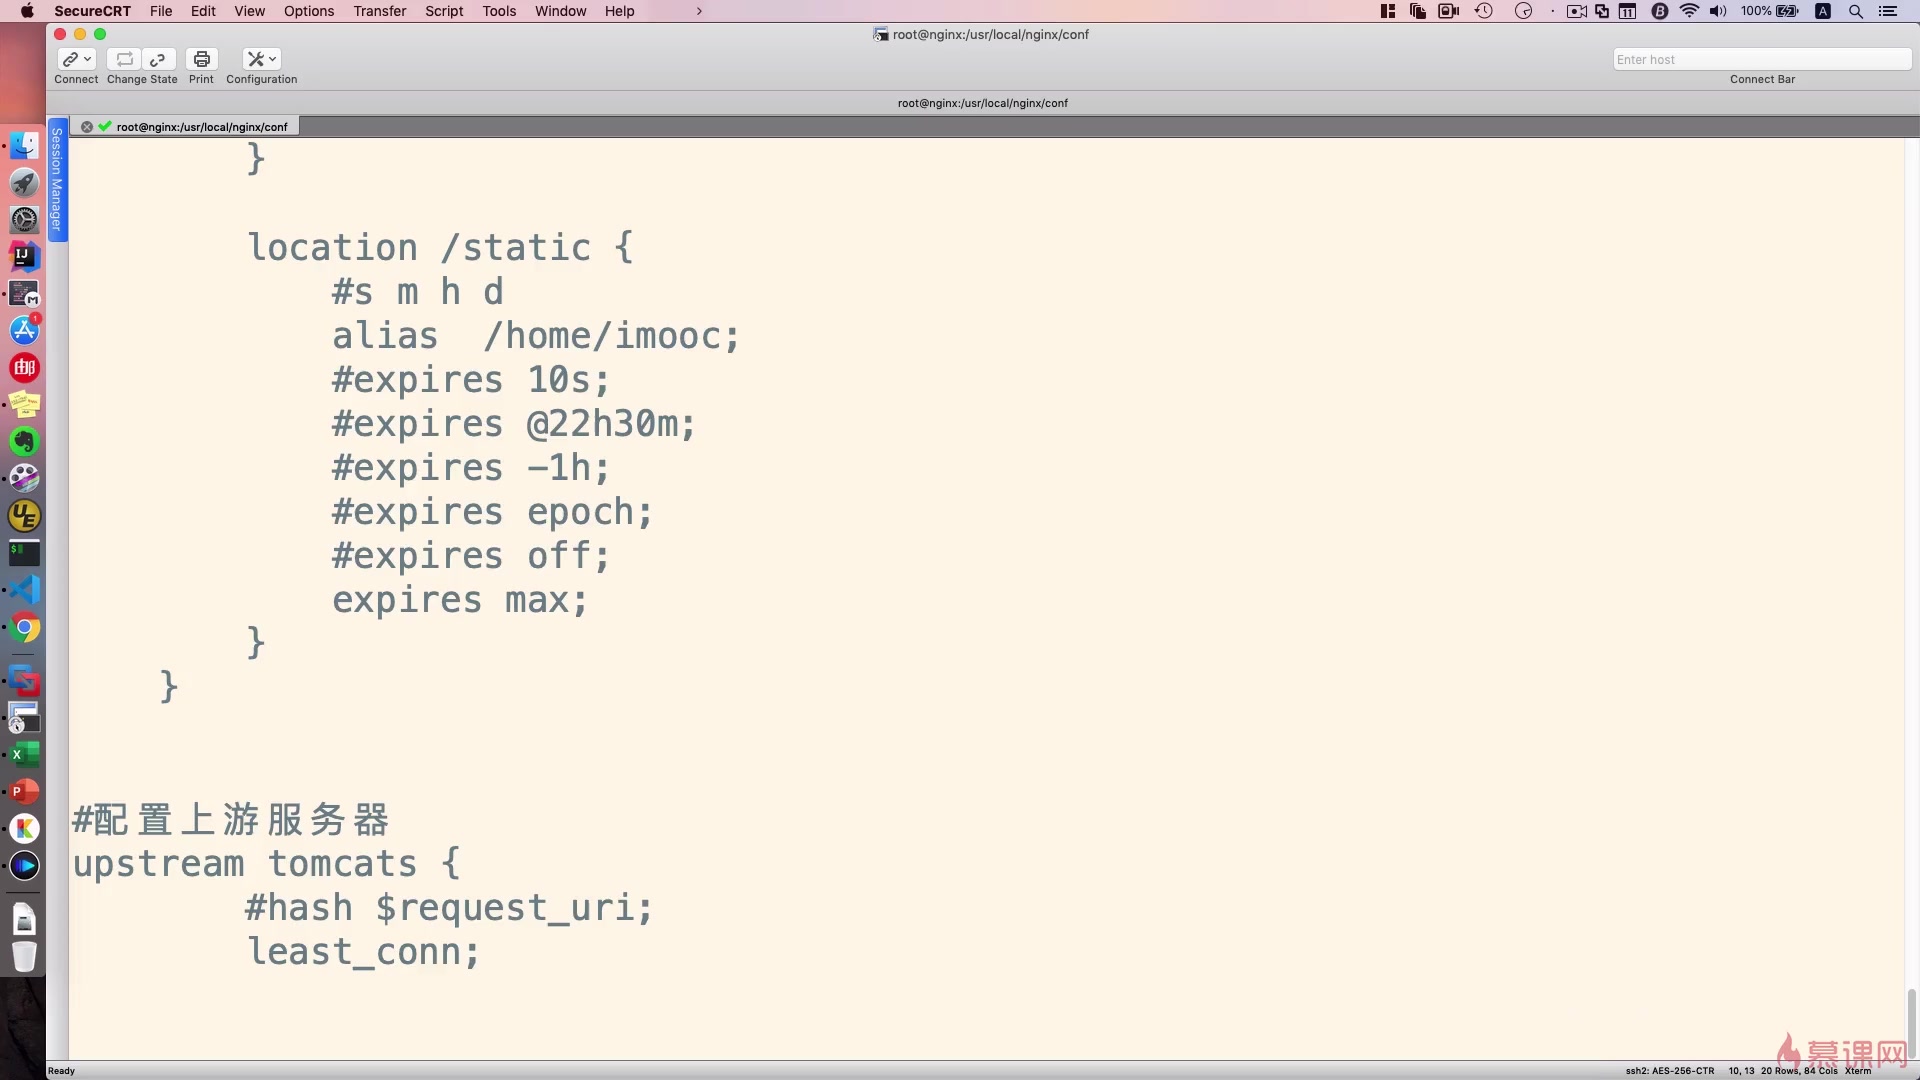 SecureCRT File Edit View Options Transfer Script Tools Window Help 100%
root@nginx:/usr/local/nginx/conf
Connect Change State Print Configuration
Enter host
Connect Bar
root@nginx:/usr/local/nginx/conf
root@nginx:/usr/local/nginx/conf
Session Manager
}
location /static {
#s m h d
alias  /home/imooc;
#expires 10s;
#expires @22h30m;
#expires -1h;
#expires epoch;
#expires off;
expires max;
}
}
#配置上游服务器
upstream tomcats {
#hash $request_uri;
least_conn;
慕课网
Ready
ssh2: AES-256-CTR 10, 13 20 Rows, 84 Cols Xterm